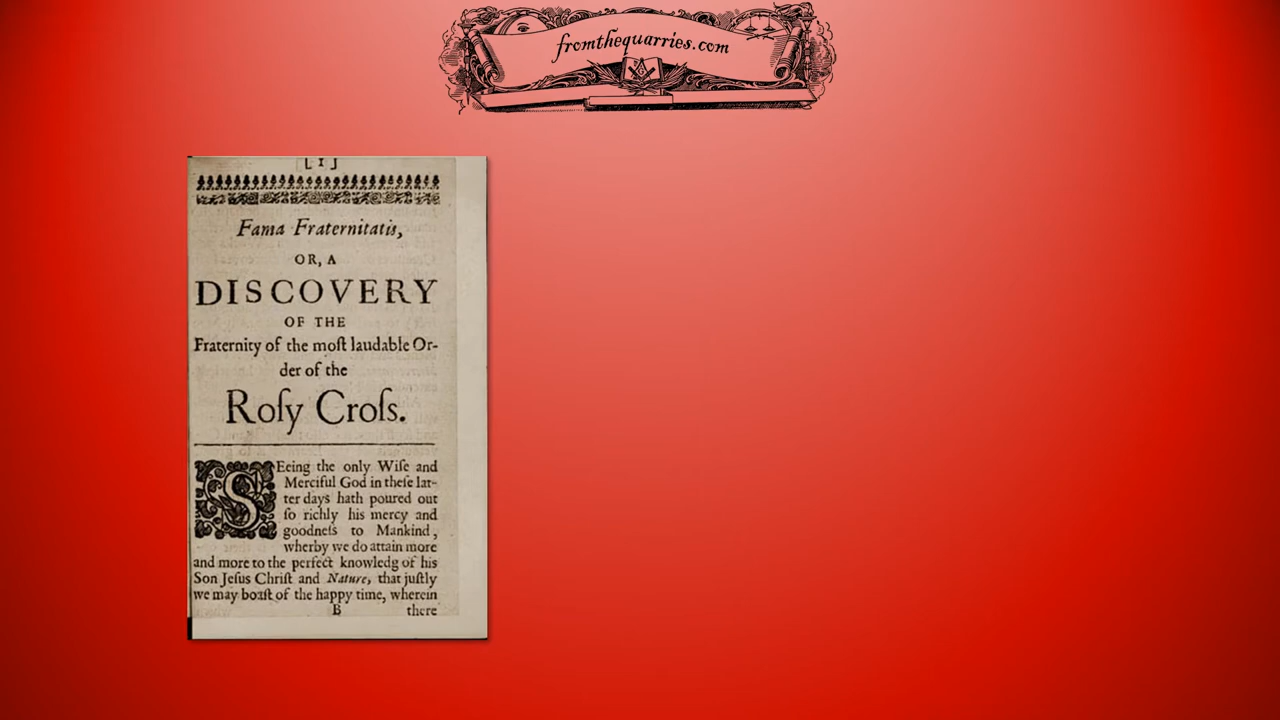 fromthequarries.com
[1]
Fama Fraternitatis,
OR, A
DISCOVERY
OF THE
Fraternity of the moſt laudable Or-
der of the
Roſy Croſs.
SEeing the only Wiſe and
Merciful God in theſe lat-
ter days hath poured out
ſo richly his mercy and
goodneſs to Mankind,
wherby we do attain more
and more to the perfect knowledg of his
Son Jeſus Chriſt and Nature, that juſtly
we may boaſt of the happy time, wherein
B there